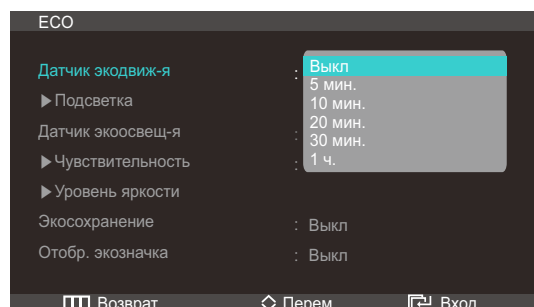 ECO
Датчик экодвиж-я : Выкл
5 мин.
▶Подсветка 10 мин.
20 мин.
Датчик экоосвещ-я : 30 мин.
▶Чувствительность : 1 ч.
▶Уровень яркости
Экосохранение : Выкл
Отобр. экозначка : Выкл
Возврат Перем. Вход